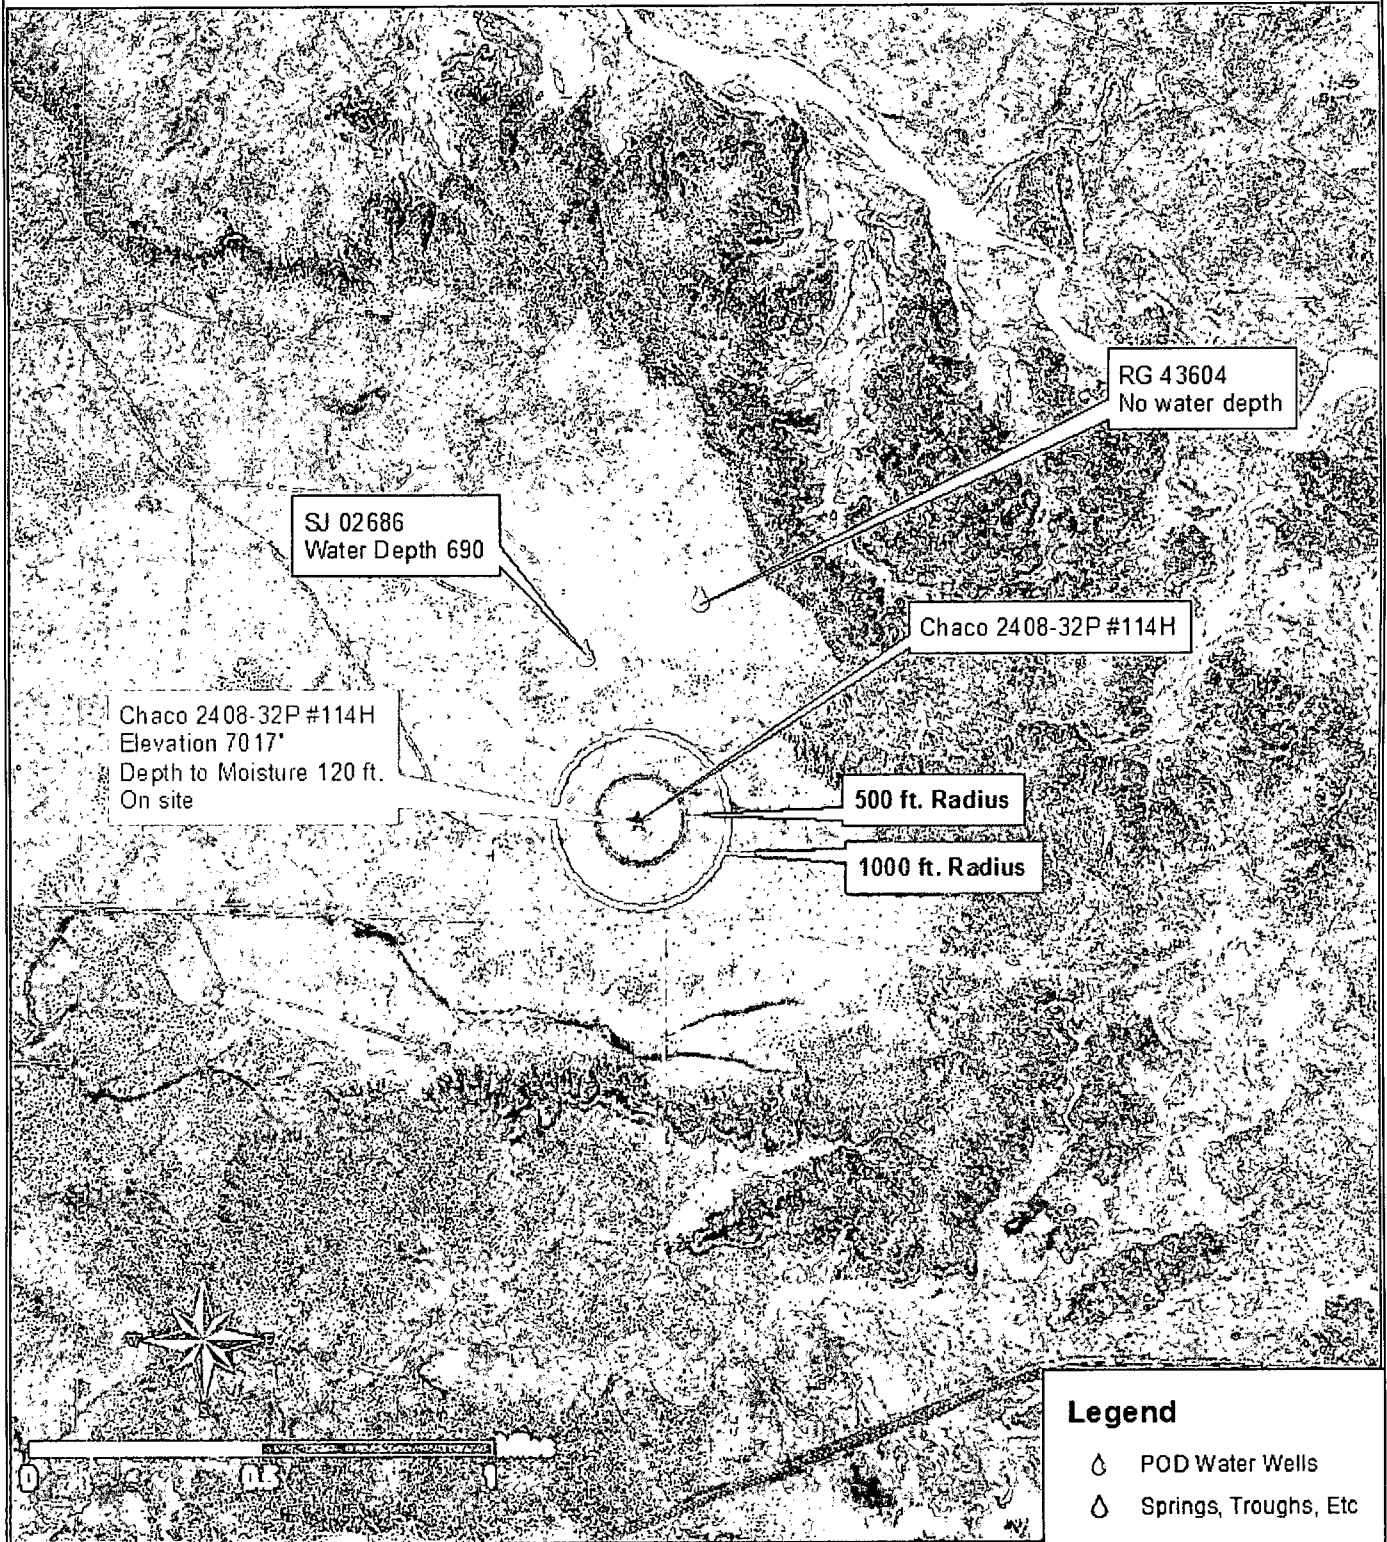 RG 43604
No water depth
SJ 02686
Water Depth 690
Chaco 2408-32P #114H
Chaco 2408-32P #114H
Elevation 7017'
Depth to Moisture 120 ft.
On site
500 ft. Radius
1000 ft. Radius
0 0.5 1
Legend
POD Water Wells
Springs, Troughs, Etc